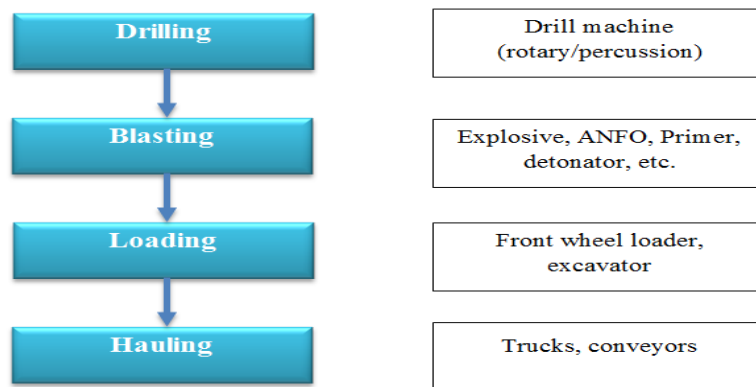 Drilling
Drill machine
(rotary/percussion)
Blasting
Explosive, ANFO, Primer,
detonator, etc.
Loading
Front wheel loader,
excavator
Hauling
Trucks, conveyors